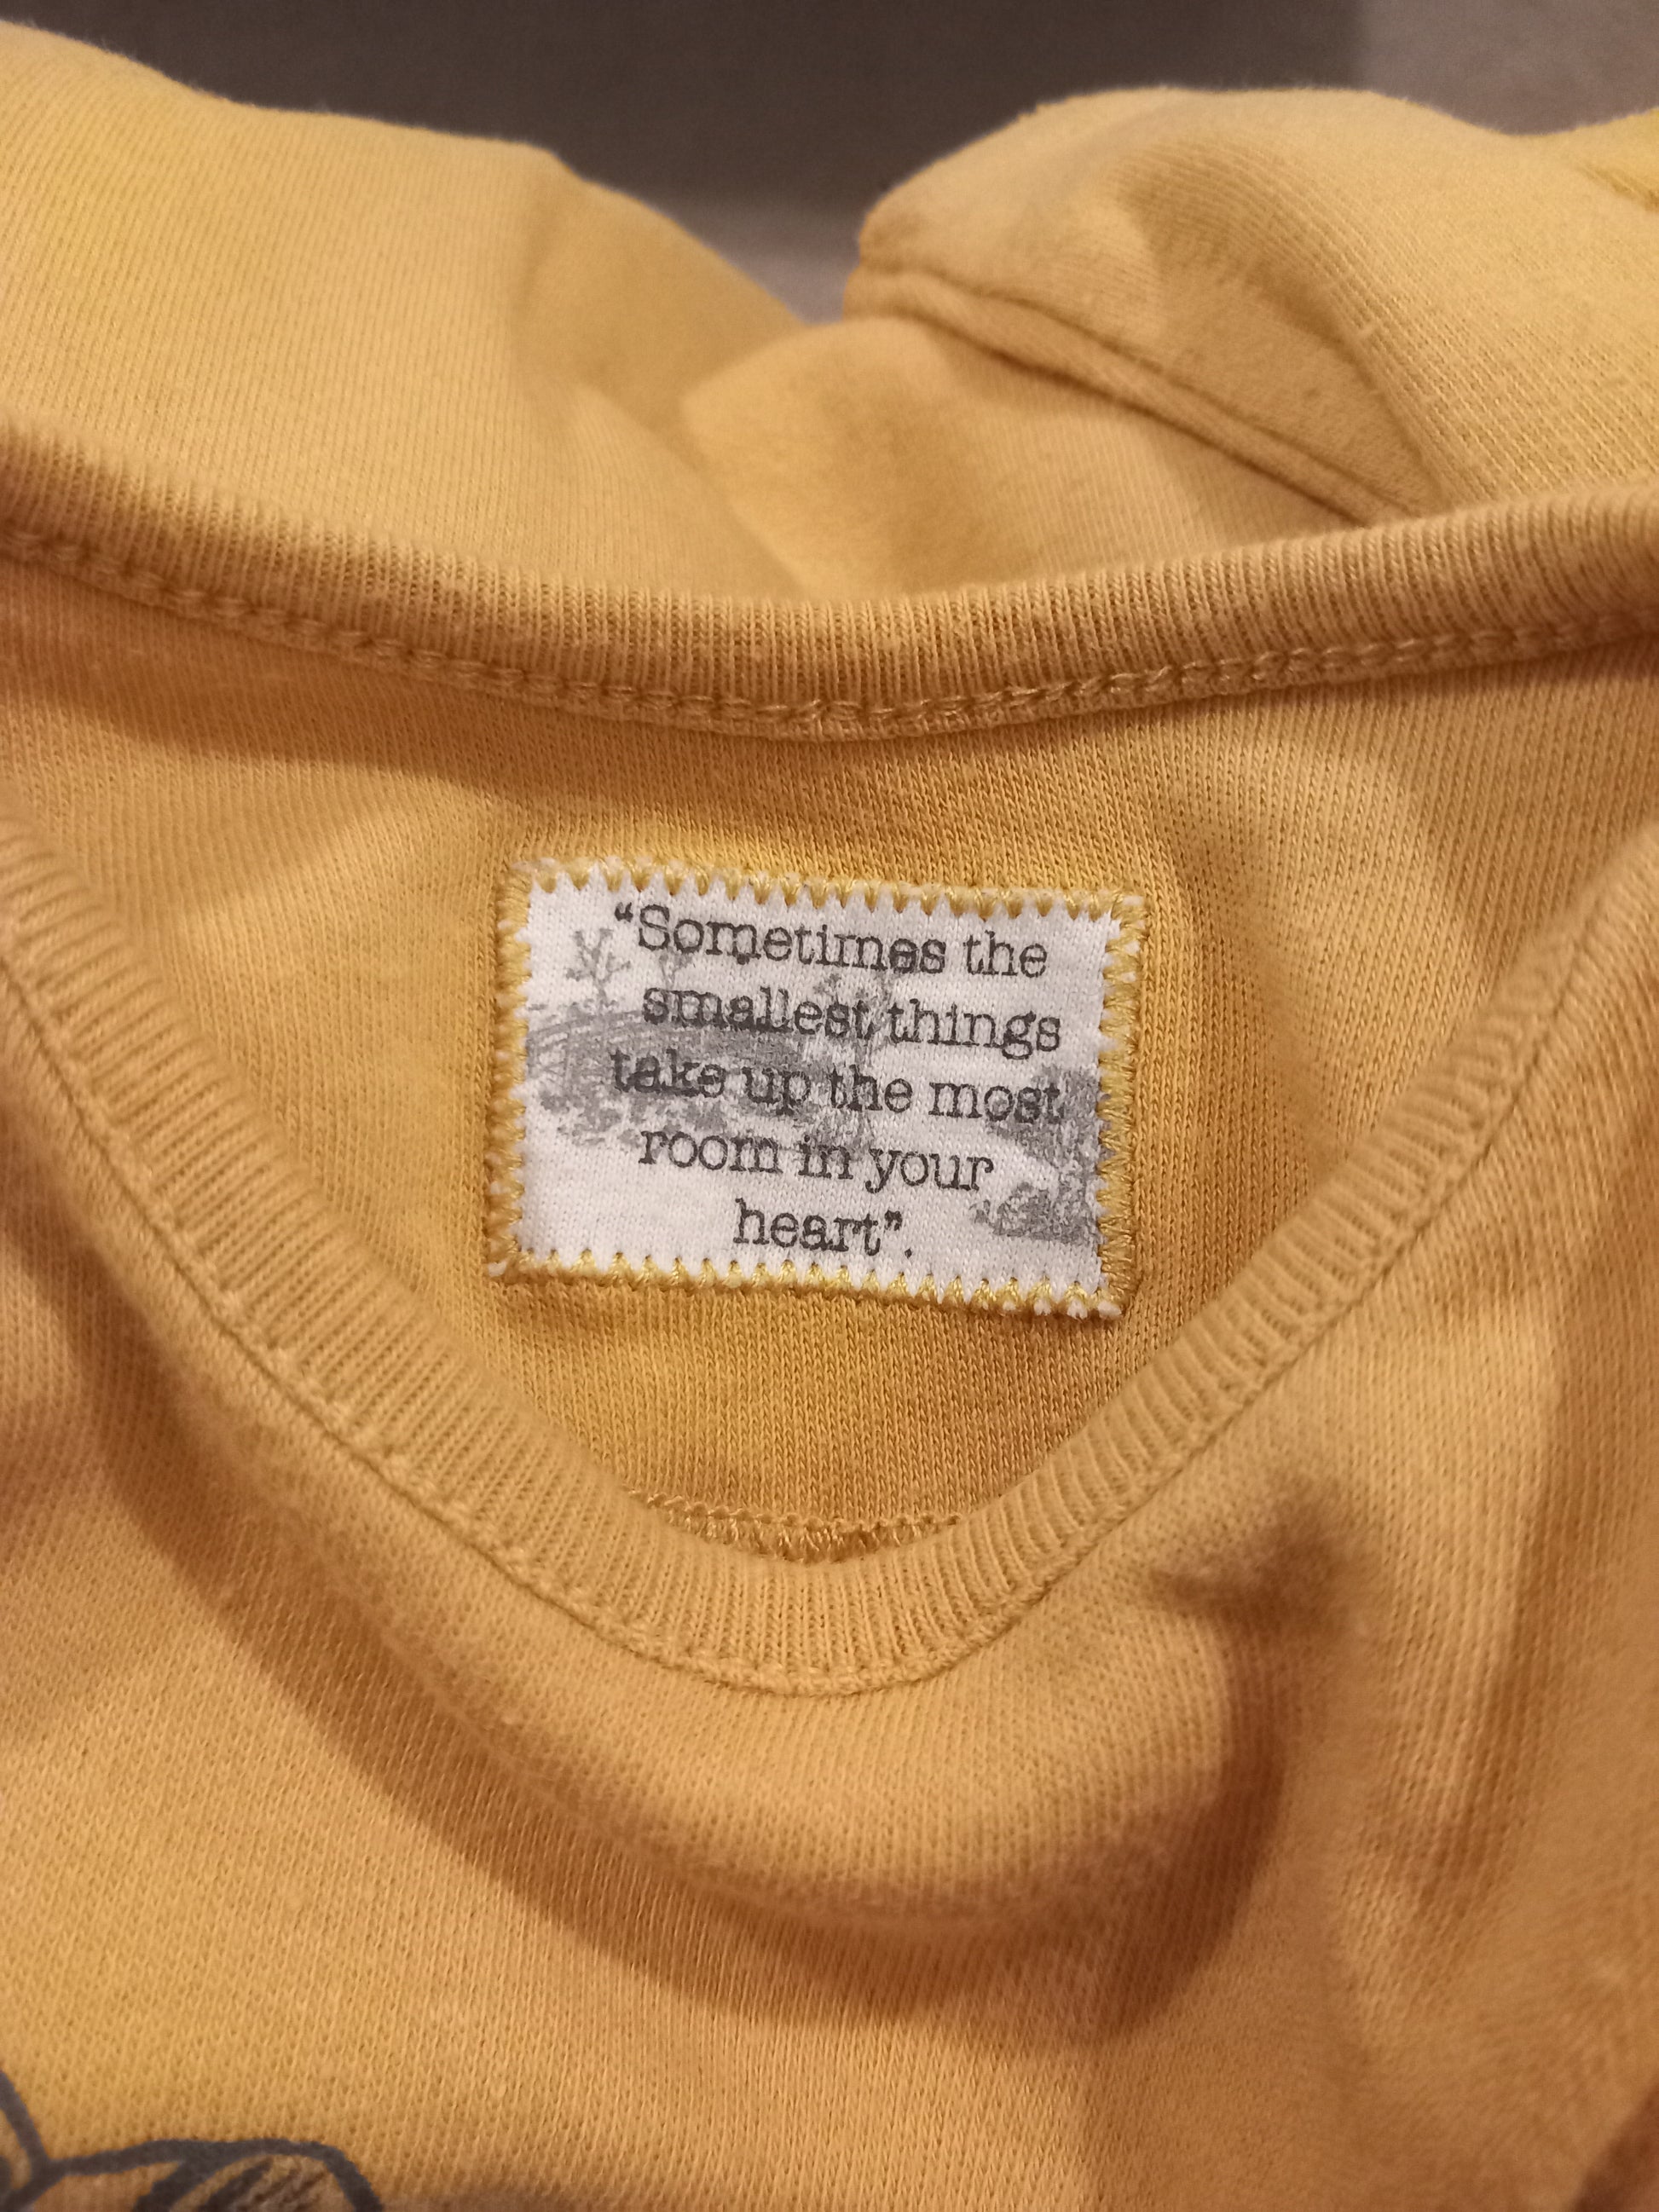 “Sometimes the
smallest things
take up the most
room in your
heart”.